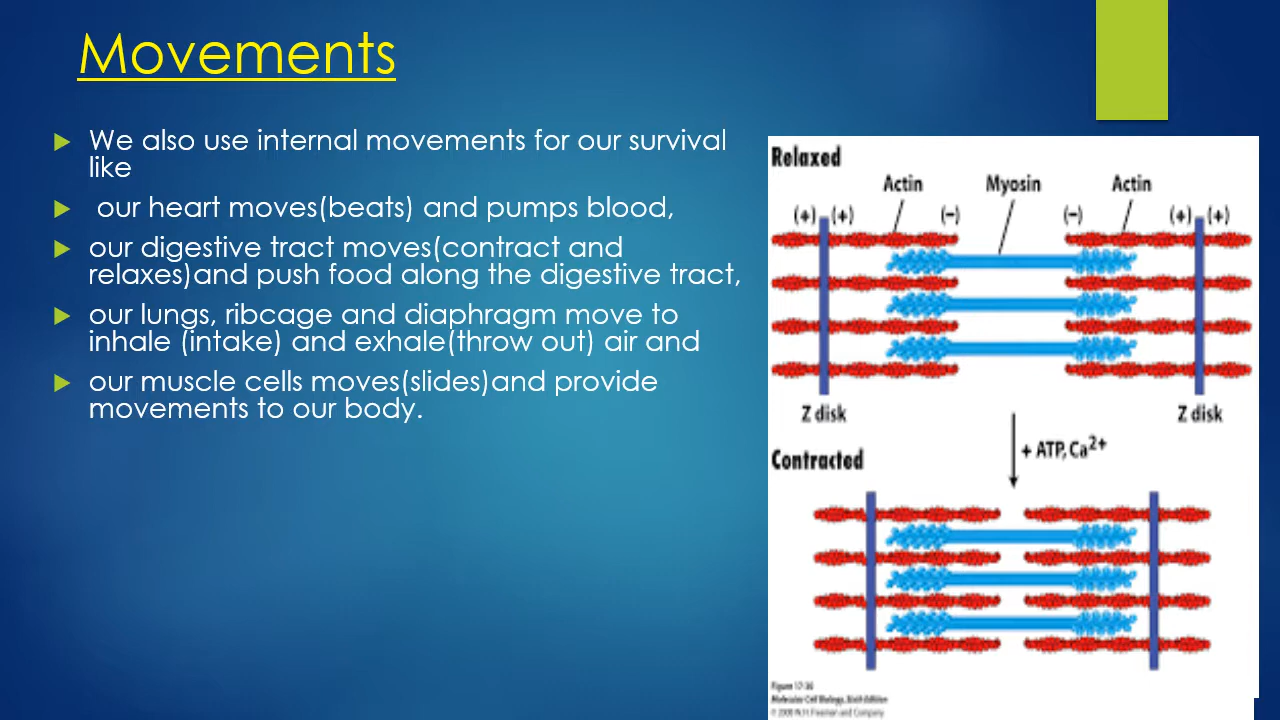 Movements
We also use internal movements for our survival
like
our heart moves(beats) and pumps blood,
our digestive tract moves(contract and
relaxes)and push food along the digestive tract,
our lungs, ribcage and diaphragm move to
inhale (intake) and exhale(throw out) air and
our muscle cells moves(slides)and provide
movements to our body.
Relaxed
Actin Myosin Actin
(+) (+) (−) (−) (+) (+)
Z disk Z disk
+ ATP, Ca2+
Contracted
Figure 17-30
Molecular Cell Biology, Sixth Edition
© 2008 W.H. Freeman and Company